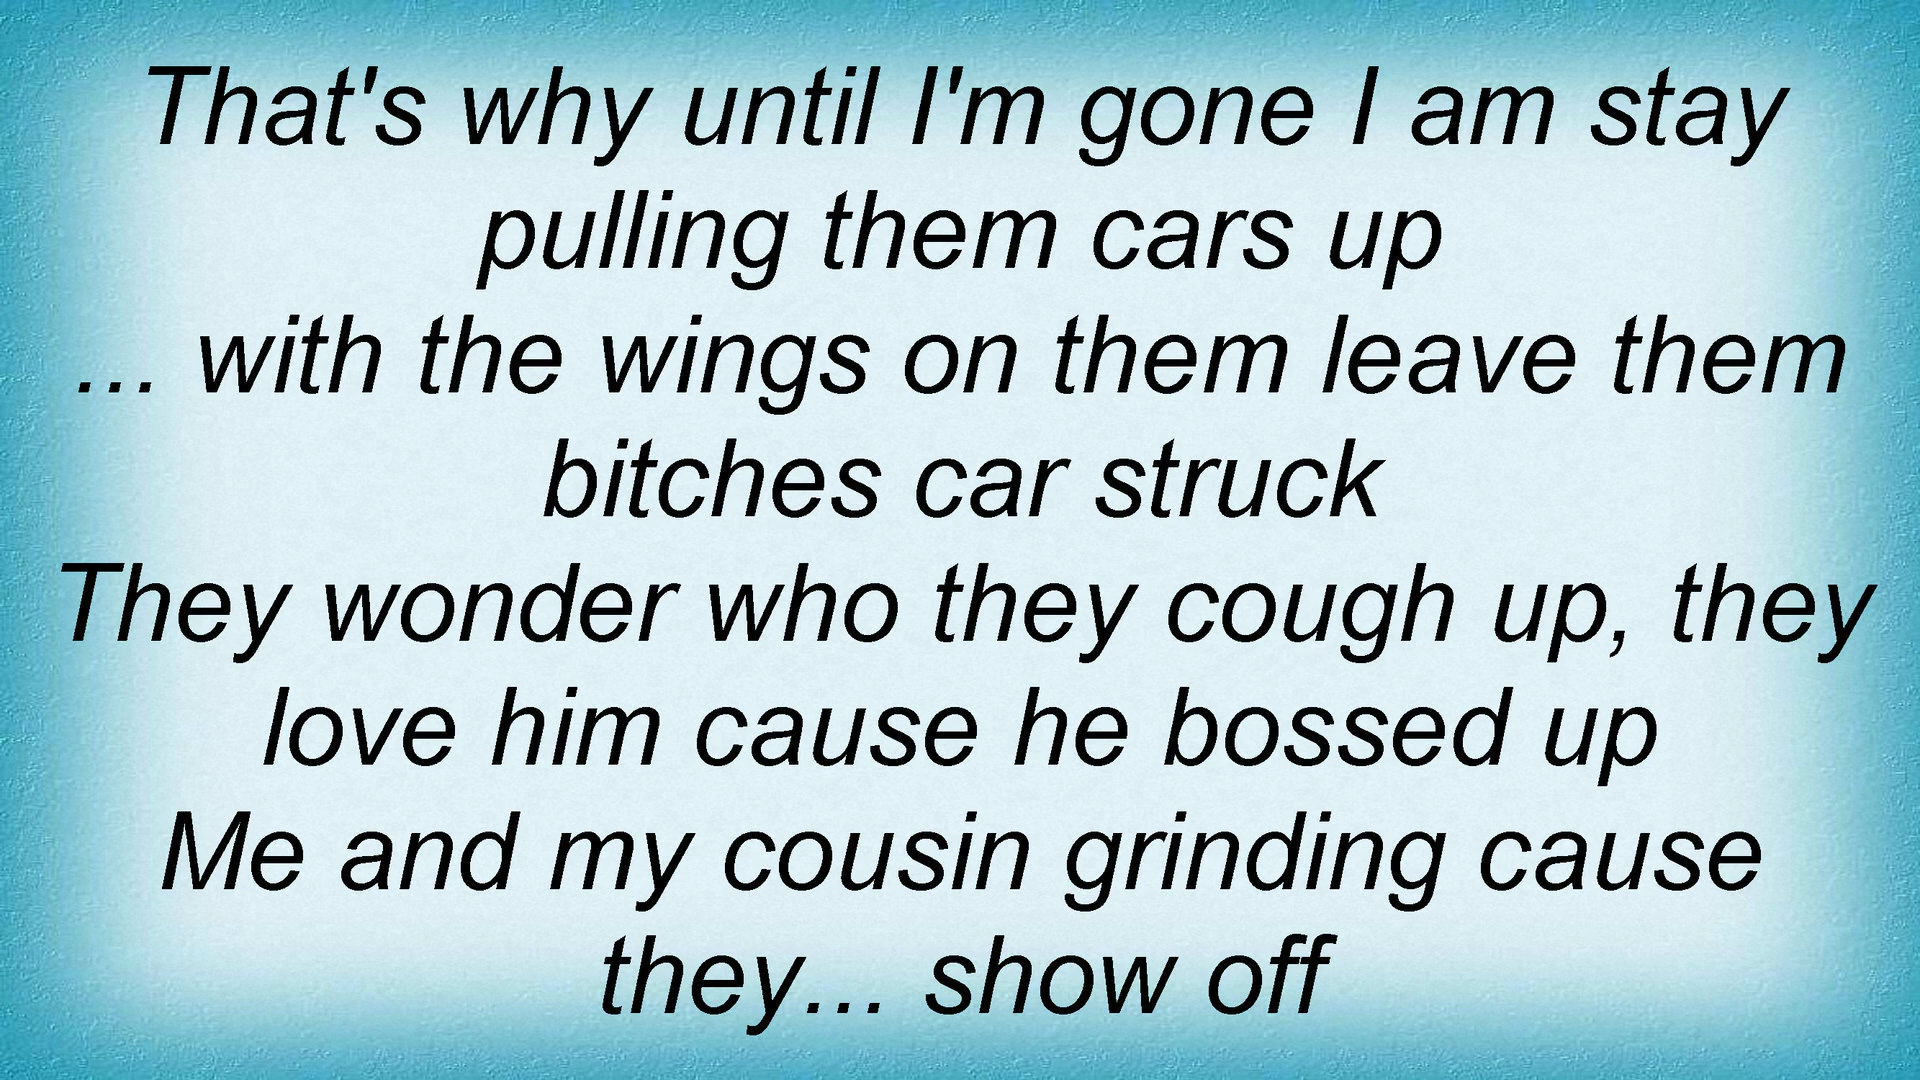 That's why until I'm gone I am stay
pulling them cars up
... with the wings on them leave them
bitches car struck
They wonder who they cough up, they
love him cause he bossed up
Me and my cousin grinding cause
they... show off